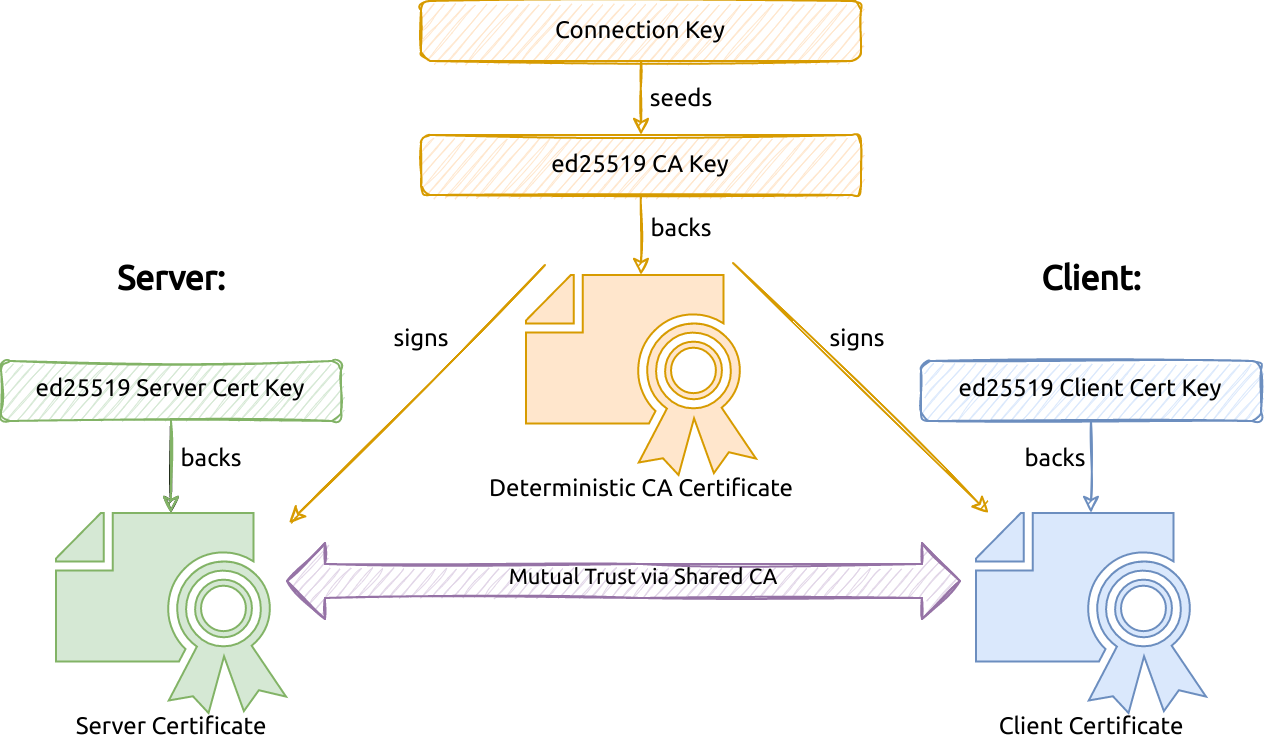 Connection Key
seeds
ed25519 CA Key
backs
Server:
Client:
signs
signs
ed25519 Server Cert Key
ed25519 Client Cert Key
backs
backs
Deterministic CA Certificate
Mutual Trust via Shared CA
Server Certificate
Client Certificate